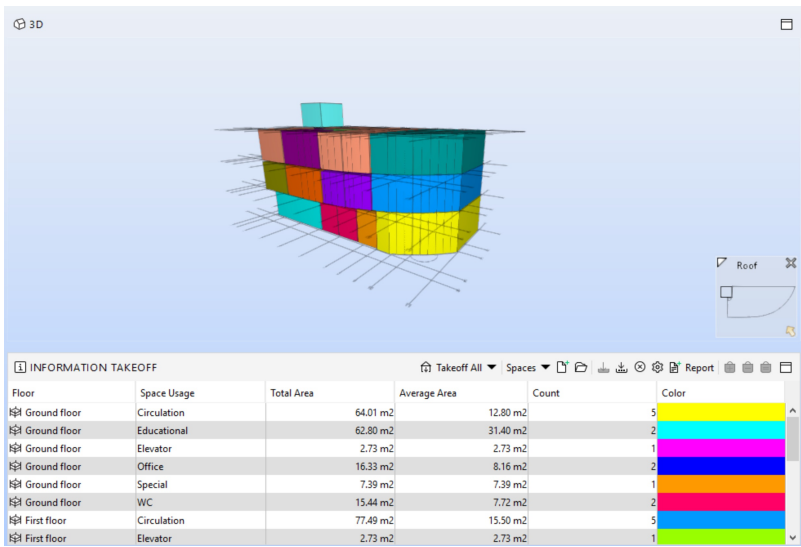 3D
Roof
INFORMATION TAKEOFF Takeoff All Spaces Report
Floor Space Usage Total Area Average Area Count Color
Ground floor Circulation 64.01 m2 12.80 m2 5
Ground floor Educational 62.80 m2 31.40 m2 2
Ground floor Elevator 2.73 m2 2.73 m2 1
Ground floor Office 16.33 m2 8.16 m2 2
Ground floor Special 7.39 m2 7.39 m2 1
Ground floor WC 15.44 m2 7.72 m2 2
First floor Circulation 77.49 m2 15.50 m2 5
First floor Elevator 2.73 m2 2.73 m2 1